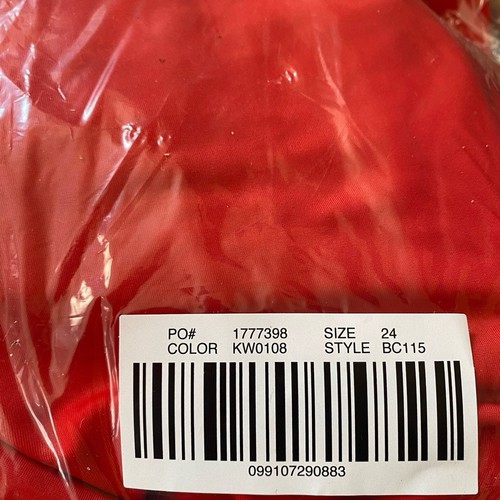 PO# 1777398 SIZE 24
COLOR KW0108 STYLE BC115
099107290883